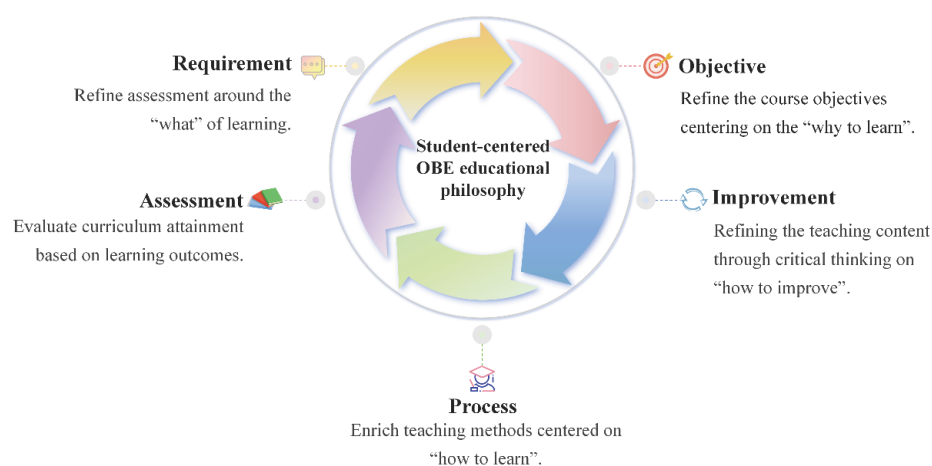 Requirement
Refine assessment around the
“what” of learning.
Objective
Refine the course objectives
centering on the “why to learn”.
Student-centered
OBE educational
philosophy
Assessment
Evaluate curriculum attainment
based on learning outcomes.
Improvement
Refining the teaching content
through critical thinking on
“how to improve”.
Process
Enrich teaching methods centered on
“how to learn”.